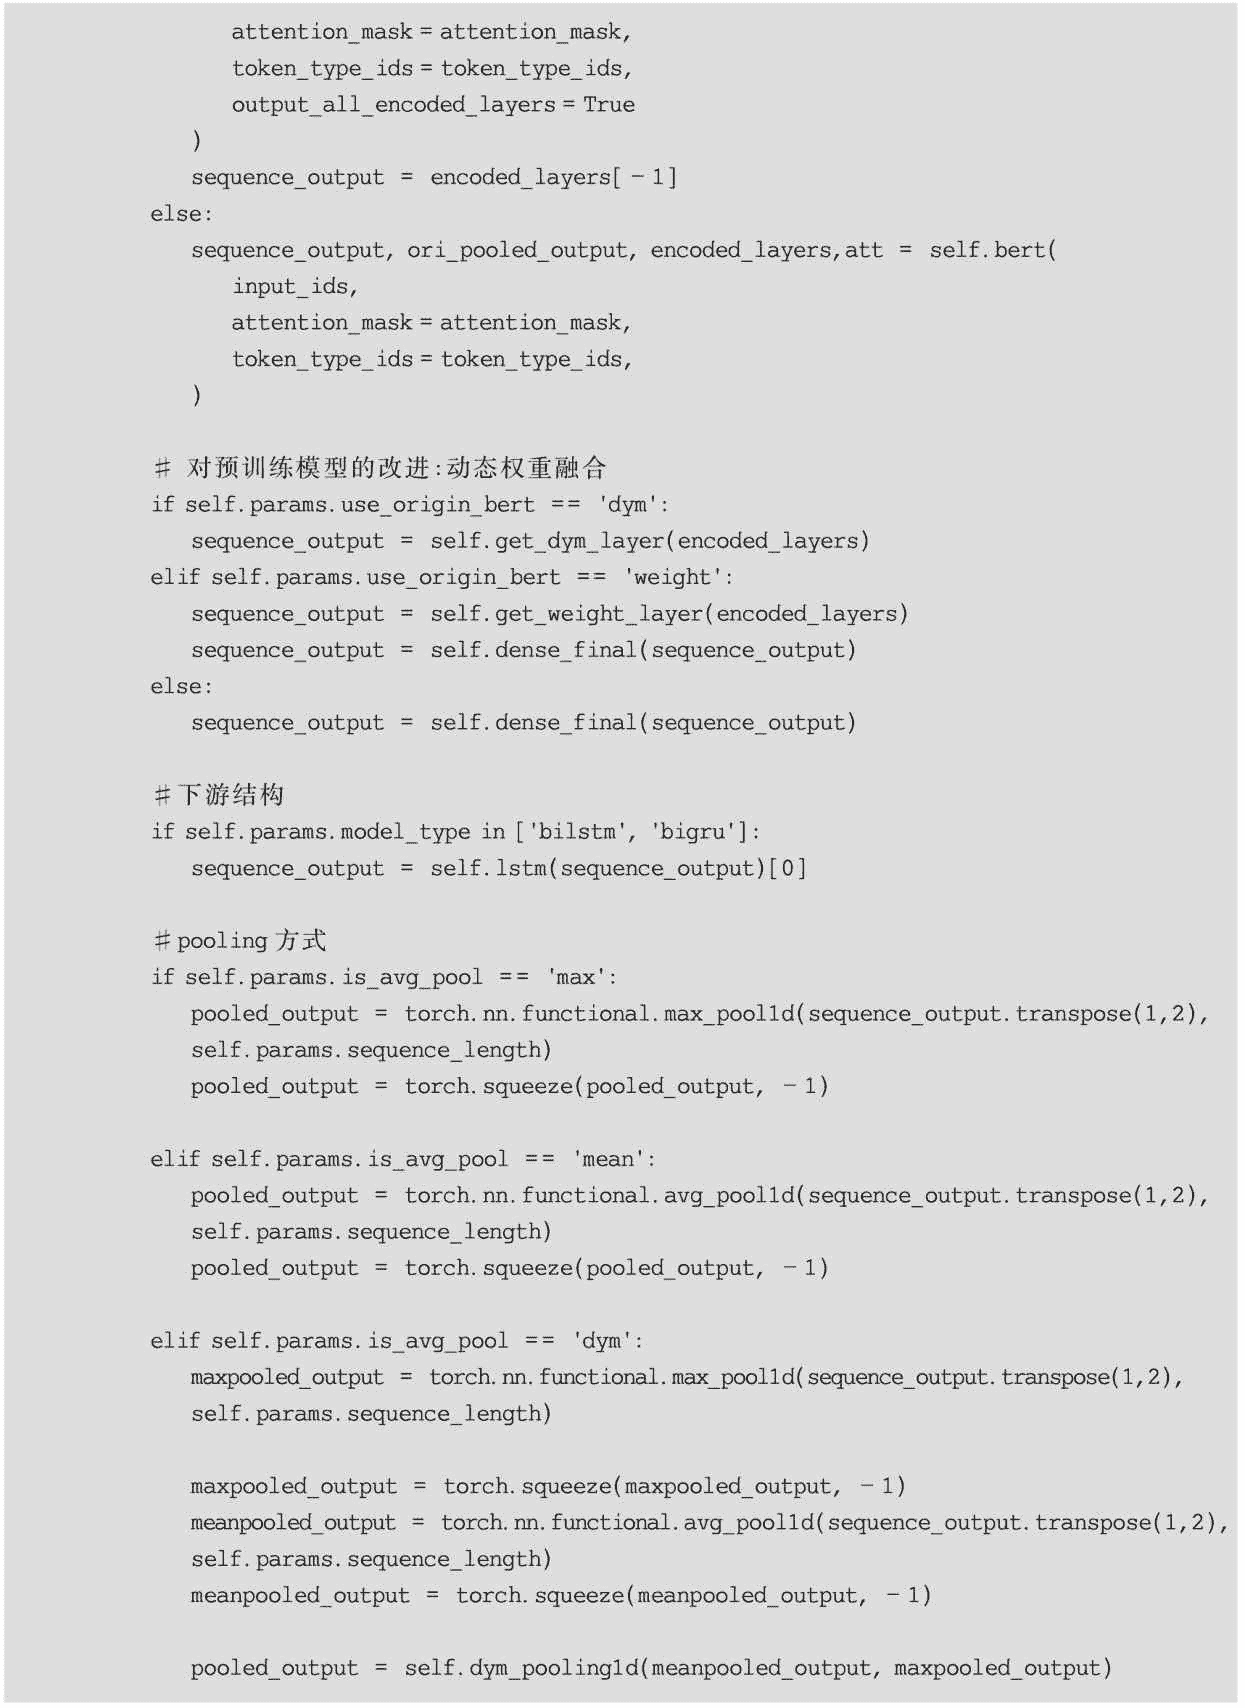 attention_mask = attention_mask,
token_type_ids = token_type_ids,
output_all_encoded_layers = True
)
sequence_output = encoded_layers[-1]
else:
sequence_output, ori_pooled_output, encoded_layers,att = self.bert(
input_ids,
attention_mask = attention_mask,
token_type_ids = token_type_ids,
)
# 对预训练模型的改进:动态权重融合
if self.params.use_origin_bert == 'dym':
sequence_output = self.get_dym_layer(encoded_layers)
elif self.params.use_origin_bert == 'weight':
sequence_output = self.get_weight_layer(encoded_layers)
sequence_output = self.dense_final(sequence_output)
else:
sequence_output = self.dense_final(sequence_output)
#下游结构
if self.params.model_type in ['bilstm', 'bigru']:
sequence_output = self.lstm(sequence_output)[0]
#pooling 方式
if self.params.is_avg_pool == 'max':
pooled_output = torch.nn.functional.max_pool1d(sequence_output.transpose(1,2),
self.params.sequence_length)
pooled_output = torch.squeeze(pooled_output, -1)
elif self.params.is_avg_pool == 'mean':
pooled_output = torch.nn.functional.avg_pool1d(sequence_output.transpose(1,2),
self.params.sequence_length)
pooled_output = torch.squeeze(pooled_output, -1)
elif self.params.is_avg_pool == 'dym':
maxpooled_output = torch.nn.functional.max_pool1d(sequence_output.transpose(1,2),
self.params.sequence_length)
maxpooled_output = torch.squeeze(maxpooled_output, -1)
meanpooled_output = torch.nn.functional.avg_pool1d(sequence_output.transpose(1,2),
self.params.sequence_length)
meanpooled_output = torch.squeeze(meanpooled_output, -1)
pooled_output = self.dym_pooling1d(meanpooled_output, maxpooled_output)